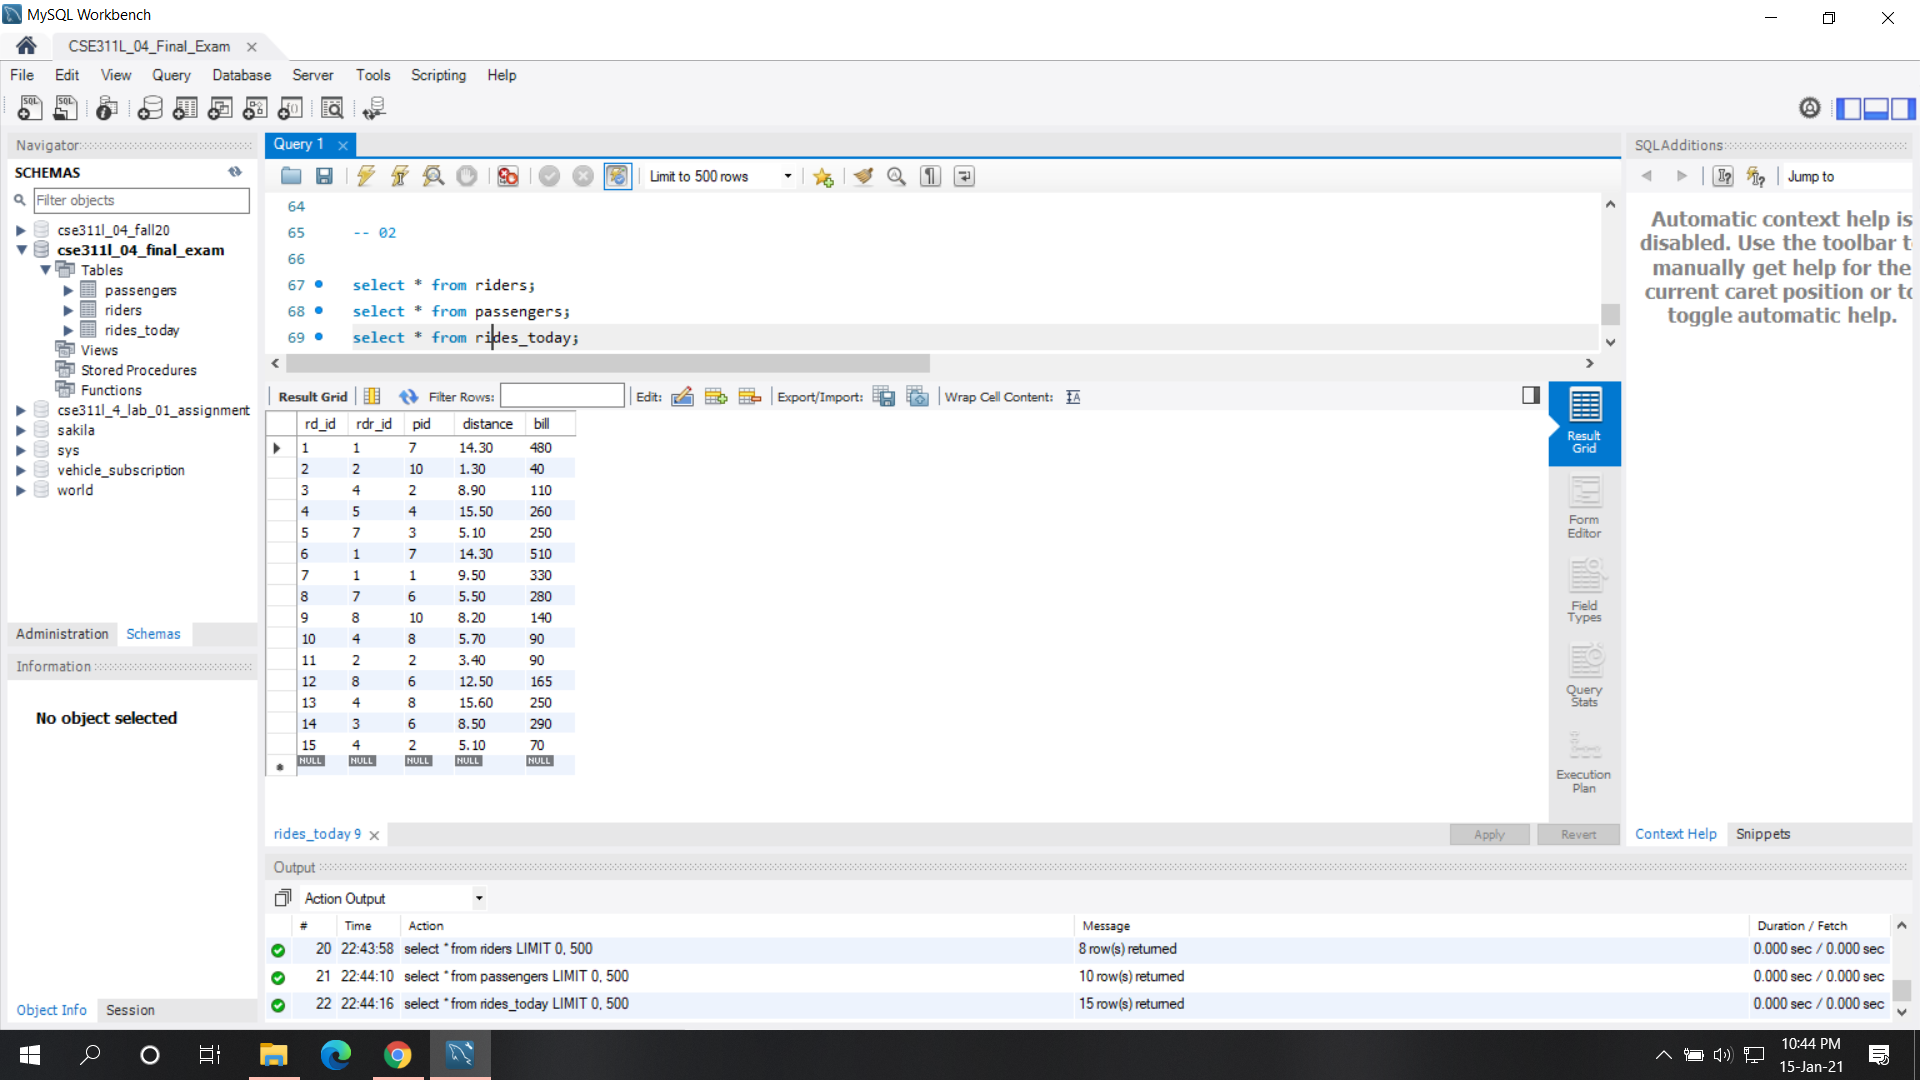 MySQL Workbench
CSE311L_04_Final_Exam
File Edit View Query Database Server Tools Scripting Help
Navigator
SCHEMAS
Filter objects
cse311l_04_fall20
cse311l_04_final_exam
Tables
passengers
riders
rides_today
Views
Stored Procedures
Functions
cse311l_4_lab_01_assignment
sakila
sys
vehicle_subscription
world
Administration Schemas
Information
No object selected
Object Info Session
Query 1
Limit to 500 rows
64
65 -- 02
66
67 select * from riders;
68 select * from passengers;
69 select * from rides_today;
Result Grid Filter Rows: Edit: Export/Import: Wrap Cell Content:
rd_id rdr_id pid distance bill
1 1 7 14.30 480
2 2 10 1.30 40
3 4 2 8.90 110
4 5 4 15.50 260
5 7 3 5.10 250
6 1 7 14.30 510
7 1 1 9.50 330
8 7 6 5.50 280
9 8 10 8.20 140
10 4 8 5.70 90
11 2 2 3.40 90
12 8 6 12.50 165
13 4 8 15.60 250
14 3 6 8.50 290
15 4 2 5.10 70
NULL NULL NULL NULL NULL
Result
Grid
Form
Editor
Field
Types
Query
Stats
Execution
Plan
rides_today 9
Apply Revert
SQLAdditions
Jump to
Automatic context help is
disabled. Use the toolbar t
manually get help for the
current caret position or to
toggle automatic help.
Context Help Snippets
Output
Action Output
# Time Action Message Duration / Fetch
20 22:43:58 select * from riders LIMIT 0, 500 8 row(s) returned 0.000 sec / 0.000 sec
21 22:44:10 select * from passengers LIMIT 0, 500 10 row(s) returned 0.000 sec / 0.000 sec
22 22:44:16 select * from rides_today LIMIT 0, 500 15 row(s) returned 0.000 sec / 0.000 sec
10:44 PM
15-Jan-21